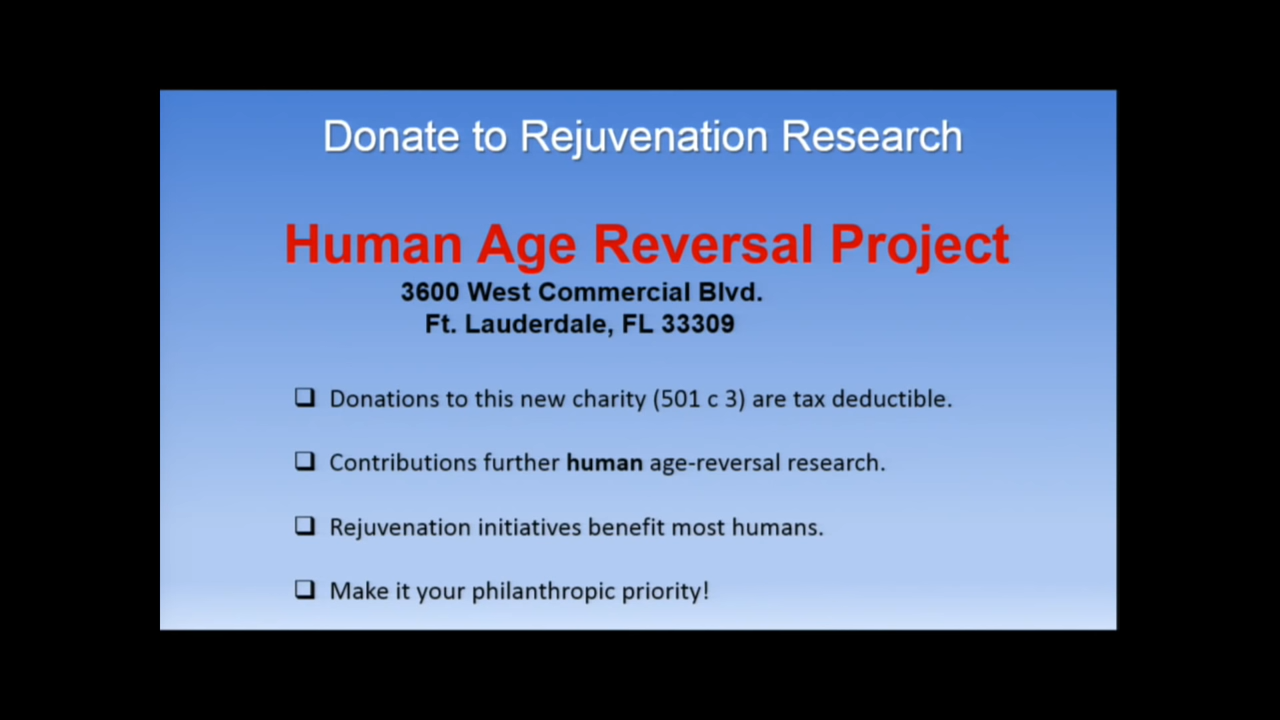 Donate to Rejuvenation Research
Human Age Reversal Project
3600 West Commercial Blvd.
Ft. Lauderdale, FL 33309
❑ Donations to this new charity (501 c 3) are tax deductible.
❑ Contributions further human age-reversal research.
❑ Rejuvenation initiatives benefit most humans.
❑ Make it your philanthropic priority!